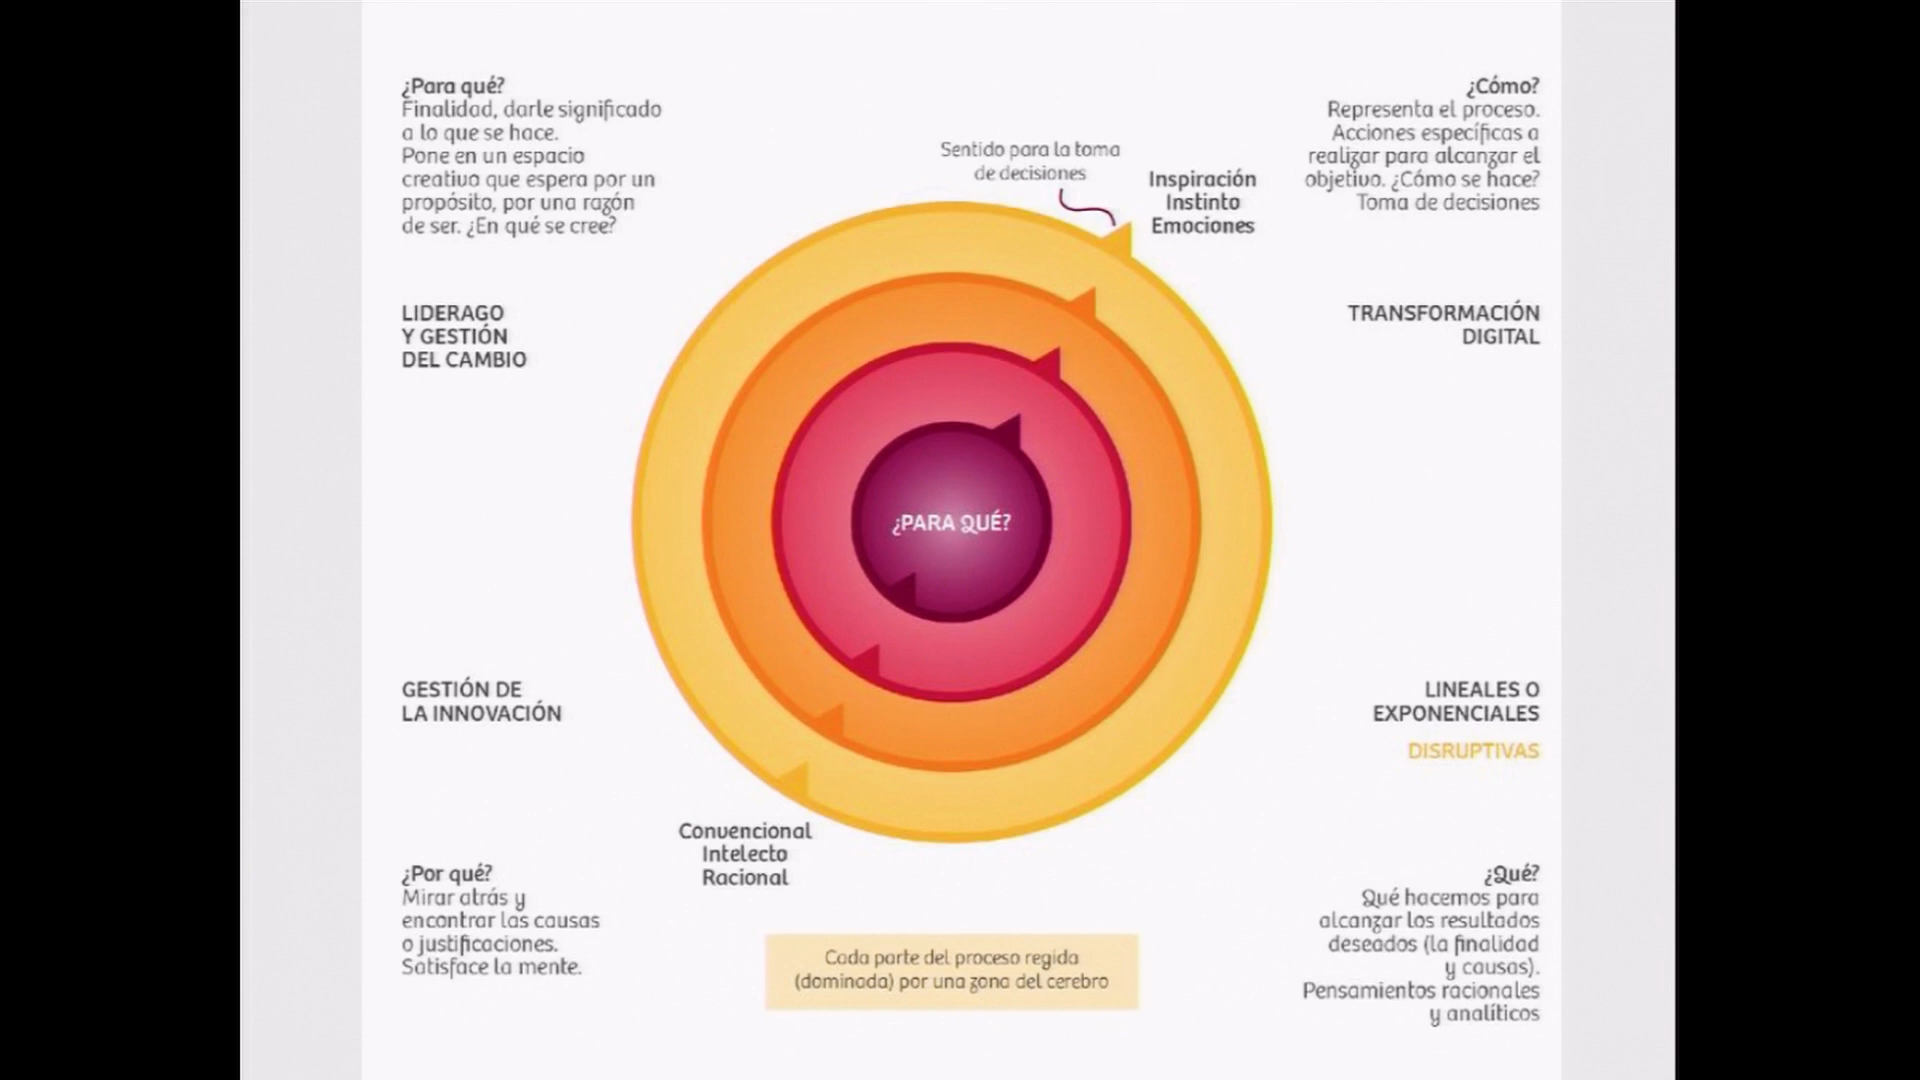 ¿Para qué?
Finalidad, darle significado
a lo que se hace.
Pone en un espacio
creativo que espera por un
propósito, por una razón
de ser. ¿En qué se cree?
LIDERAGO
Y GESTIÓN
DEL CAMBIO
Sentido para la toma
de decisiones
Inspiración
Instinto
Emociones
¿Cómo?
Representa el proceso.
Acciones específicas a
realizar para alcanzar el
objetivo. ¿Cómo se hace?
Toma de decisiones
TRANSFORMACIÓN
DIGITAL
¿PARA QUÉ?
GESTIÓN DE
LA INNOVACIÓN
LINEALES O
EXPONENCIALES
DISRUPTIVAS
Convencional
Intelecto
Racional
¿Por qué?
Mirar atrás y
encontrar las causas
o justificaciones.
Satisface la mente.
Cada parte del proceso regida
(dominada) por una zona del cerebro
¿Qué?
Qué hacemos para
alcanzar los resultados
deseados (la finalidad
y causas).
Pensamientos racionales
y analíticos